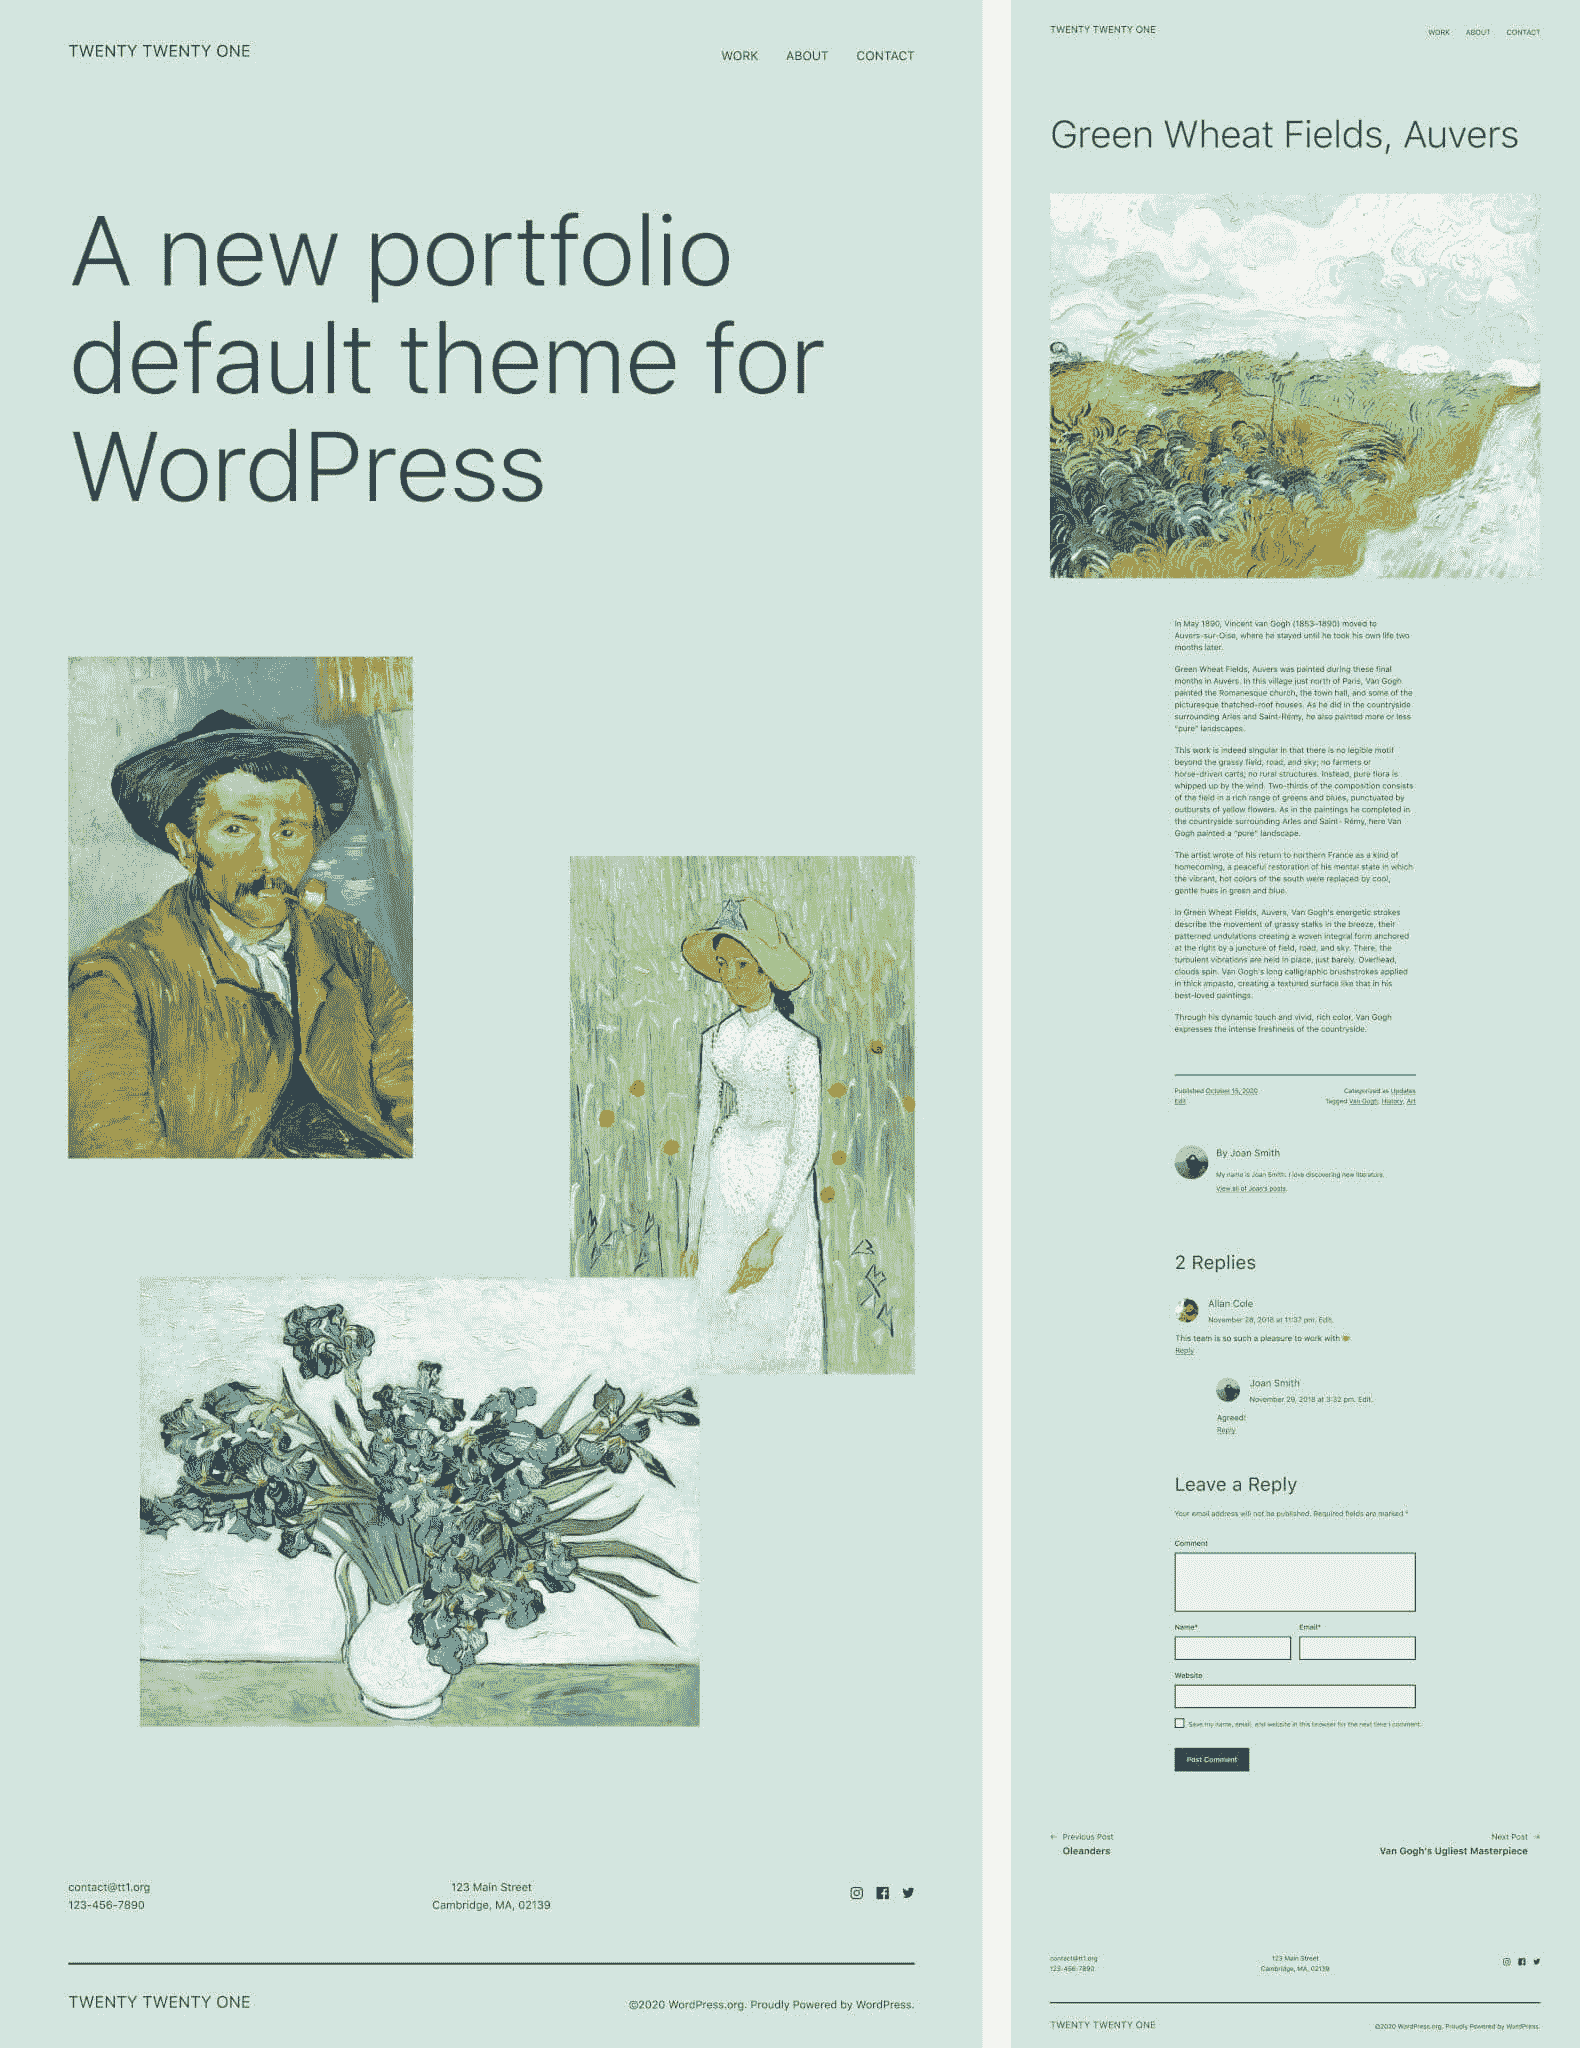 TWENTY TWENTY ONE
WORK ABOUT CONTACT
A new portfolio
default theme for
WordPress
contact@tt1.org
123-456-7890
123 Main Street
Cambridge, MA, 02139
TWENTY TWENTY ONE
©2020 WordPress.org. Proudly Powered by WordPress.
TWENTY TWENTY ONE
WORK ABOUT CONTACT
Green Wheat Fields, Auvers
In May 1890, Vincent van Gogh (1853–1890) moved to
Auvers-sur-Oise, where he stayed until he took his own life two
months later.
Green Wheat Fields, Auvers was painted during these final
months in Auvers. In this village just north of Paris, Van Gogh
painted the Romanesque church, the town hall, and some of the
picturesque thatched-roof houses. As he did in the countryside
surrounding Arles and Saint-Rémy, he also painted more or less
“pure” landscapes.
This work is indeed singular in that there is no legible motif
beyond the grassy field, road, and sky; no farmers or
horse-driven carts; no rural structures. Instead, pure flora is
whipped up by the wind. Two-thirds of the composition consists
of the field in a rich range of greens and blues, punctuated by
outbursts of yellow flowers. As in the paintings he completed in
the countryside surrounding Arles and Saint- Rémy, here Van
Gogh painted a “pure” landscape.
The artist wrote of his return to northern France as a kind of
homecoming, a peaceful restoration of his mental state in which
the vibrant, hot colors of the south were replaced by cool,
gentle hues in green and blue.
In Green Wheat Fields, Auvers, Van Gogh’s energetic strokes
describe the movement of grassy stalks in the breeze, their
patterned undulations creating a woven integral form anchored
at the right by a juncture of field, road, and sky. There, the
turbulent vibrations are held in place, just barely. Overhead,
clouds spin. Van Gogh’s long calligraphic brushstrokes applied
in thick impasto, creating a textured surface like that in his
best-loved paintings.
Through his dynamic touch and vivid, rich color, Van Gogh
expresses the intense freshness of the countryside.
Published October 15, 2020
Edit
Categorized as Updates
Tagged Van Gogh, History, Art
By Joan Smith
My name is Joan Smith. I love discovering new literature.
View all of Joan's posts.
2 Replies
Allan Cole
November 28, 2018 at 11:37 pm. Edit.
This team is so such a pleasure to work with
Reply
Joan Smith
November 29, 2018 at 3:32 pm. Edit.
Agreed!
Reply
Leave a Reply
Your email address will not be published. Required fields are marked *
Comment
Name* Email*
Website
Save my name, email, and website in this browser for the next time I comment.
Post Comment
← Previous Post
Oleanders
Next Post →
Van Gogh's Ugliest Masterpiece
contact@tt1.org
123-456-7890
123 Main Street
Cambridge, MA, 02139
TWENTY TWENTY ONE
©2020 WordPress.org. Proudly Powered by WordPress.